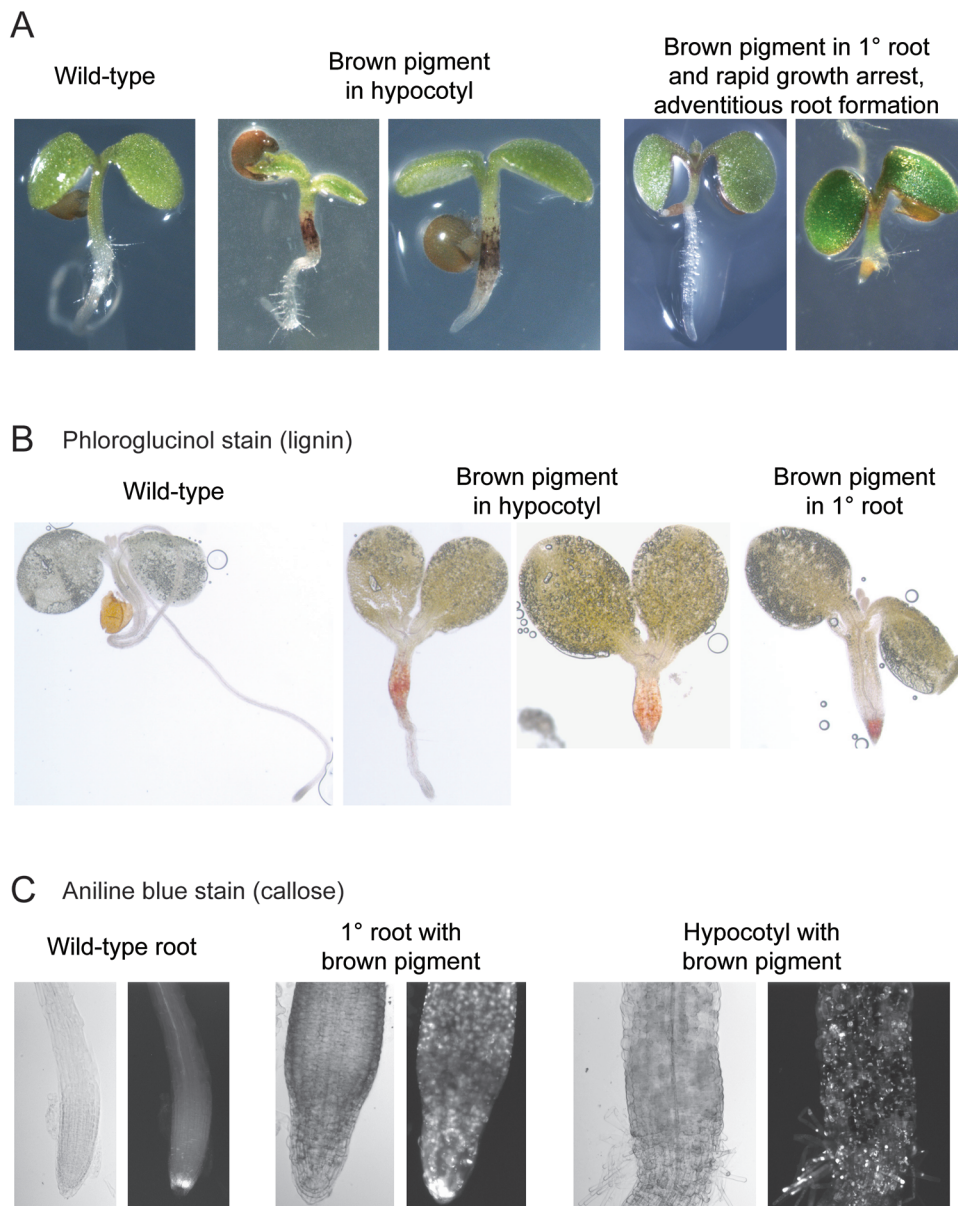 A
Wild-type
Brown pigment
in hypocotyl
Brown pigment in 1° root
and rapid growth arrest,
adventitious root formation
B Phloroglucinol stain (lignin)
Wild-type
Brown pigment
in hypocotyl
Brown pigment
in 1° root
C Aniline blue stain (callose)
Wild-type root
1° root with
brown pigment
Hypocotyl with
brown pigment